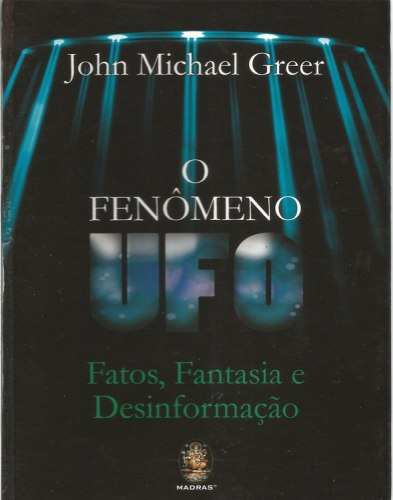 John Michael Greer
O
FENÔMENO
UFO
Fatos, Fantasia e
Desinformação
MADRAS®